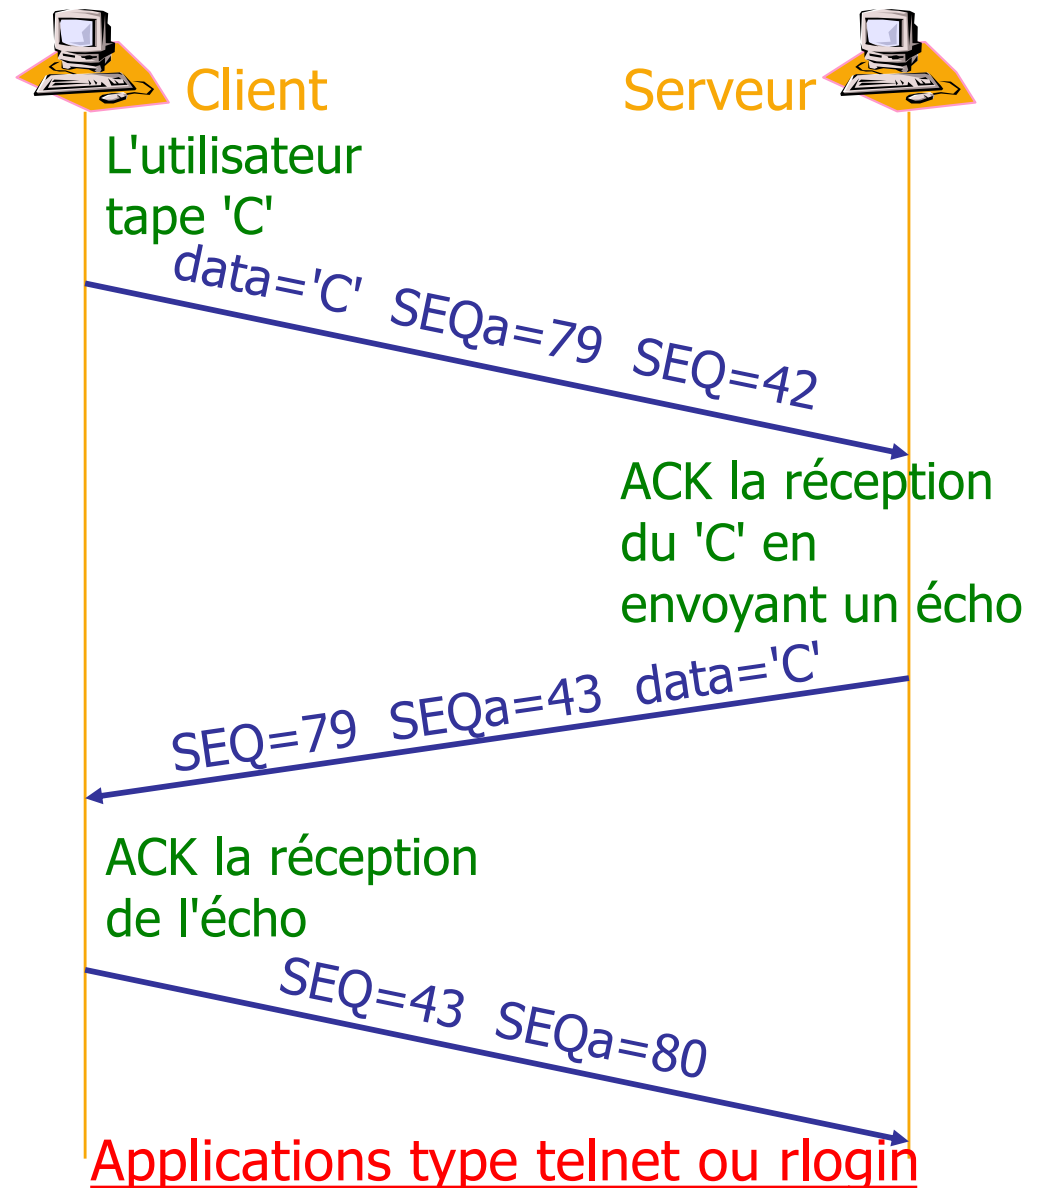 Client
Serveur
L'utilisateur
tape 'C'
data='C' SEQa=79 SEQ=42
ACK la réception
du 'C' en
envoyant un écho
SEQ=79 SEQa=43 data='C'
ACK la réception
de l'écho
SEQ=43 SEQa=80
Applications type telnet ou rlogin